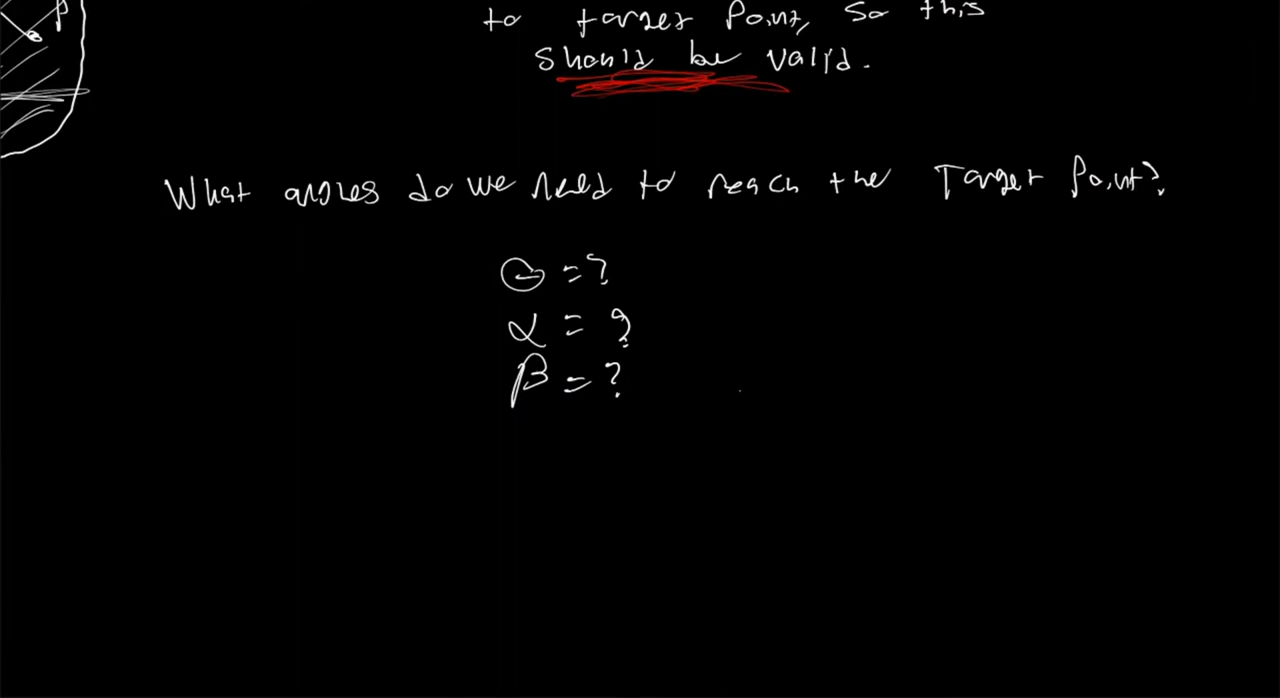 P
to target Point, so this
should be valid.
What angles do we need to reach the Target Point?
Θ = ?
α = ?
β = ?